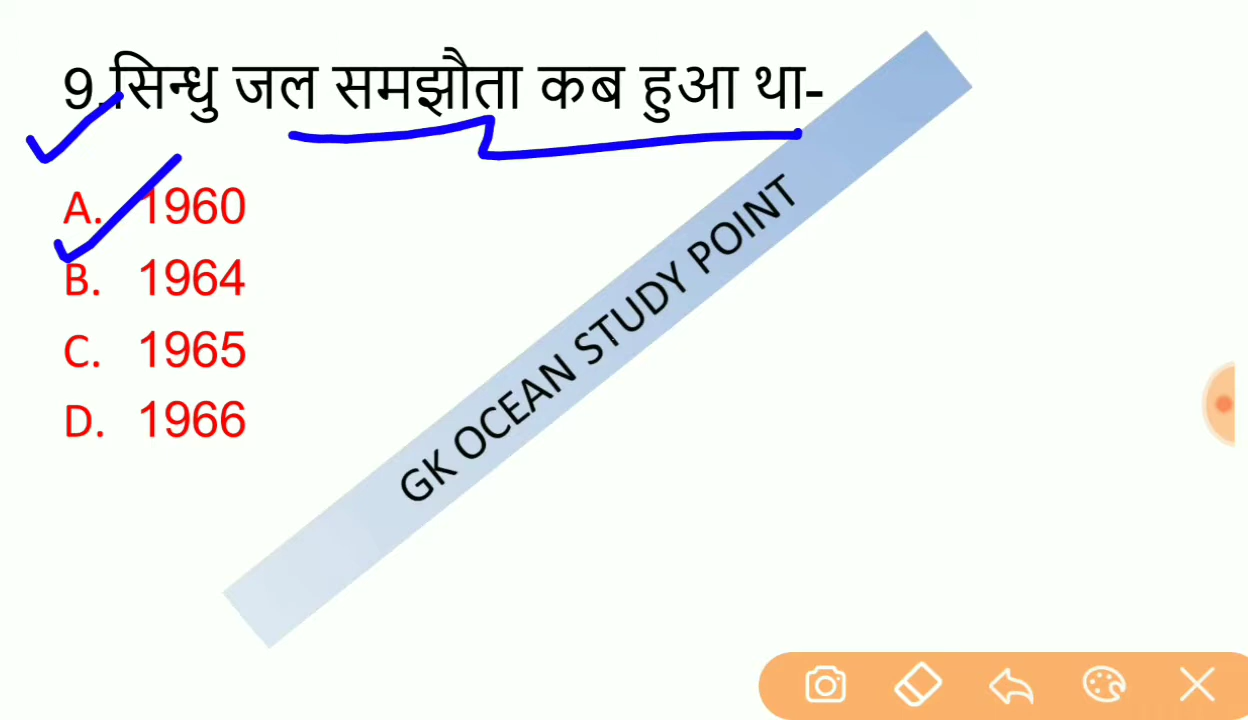 9.सिन्धु जल समझौता कब हुआ था-
A. 1960
B. 1964
C. 1965
D. 1966
GK OCEAN STUDY POINT